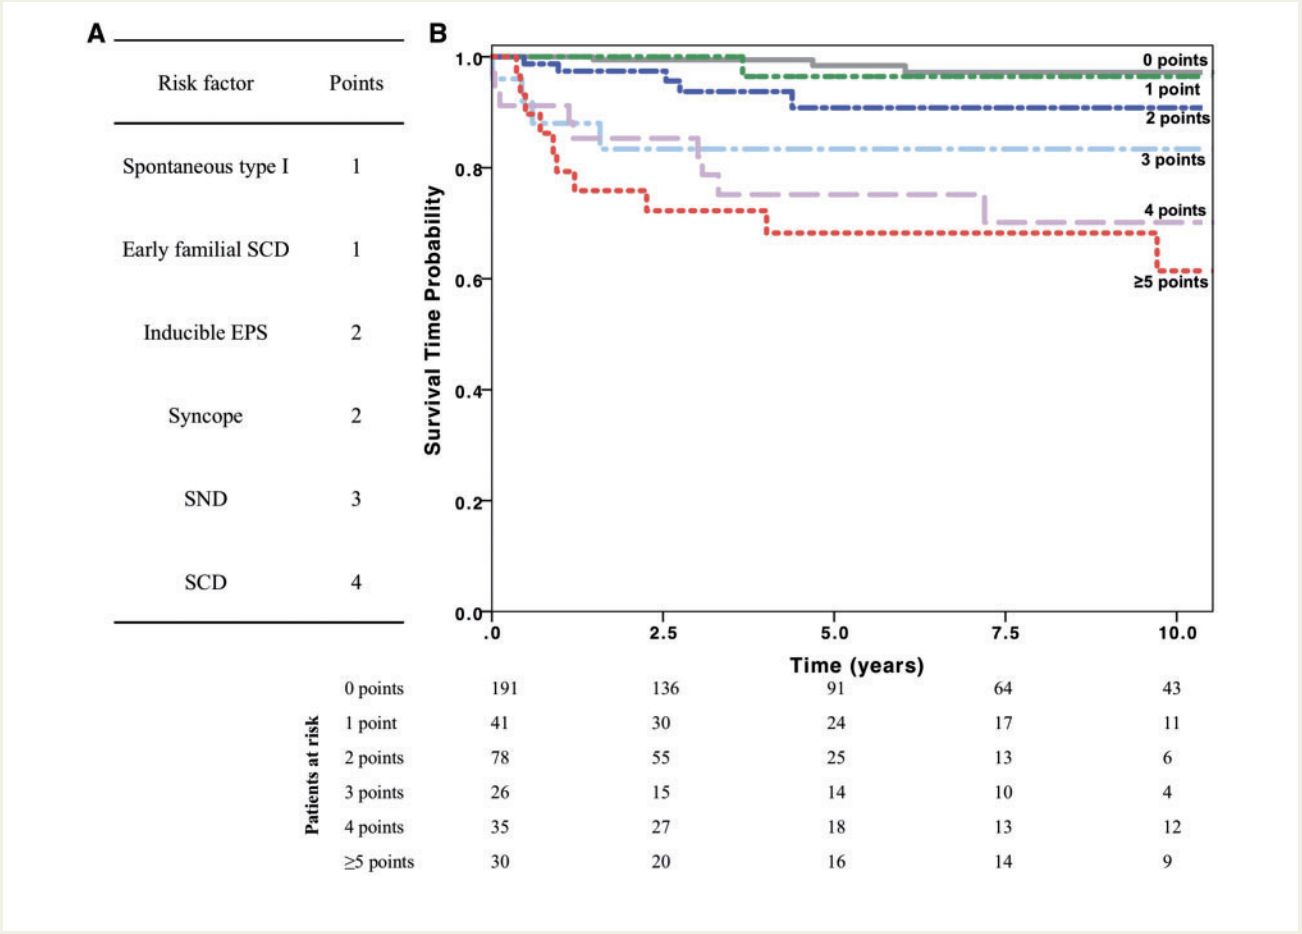 A
Risk factor Points
Spontaneous type I 1
Early familial SCD 1
Inducible EPS 2
Syncope 2
SND 3
SCD 4
B
Survival Time Probability
1.0
0.8
0.6
0.4
0.2
0.0
0 points
1 point
2 points
3 points
4 points
≥5 points
.0 2.5 5.0 7.5 10.0
Time (years)
Patients at risk
0 points 191 136 91 64 43
1 point 41 30 24 17 11
2 points 78 55 25 13 6
3 points 26 15 14 10 4
4 points 35 27 18 13 12
≥5 points 30 20 16 14 9